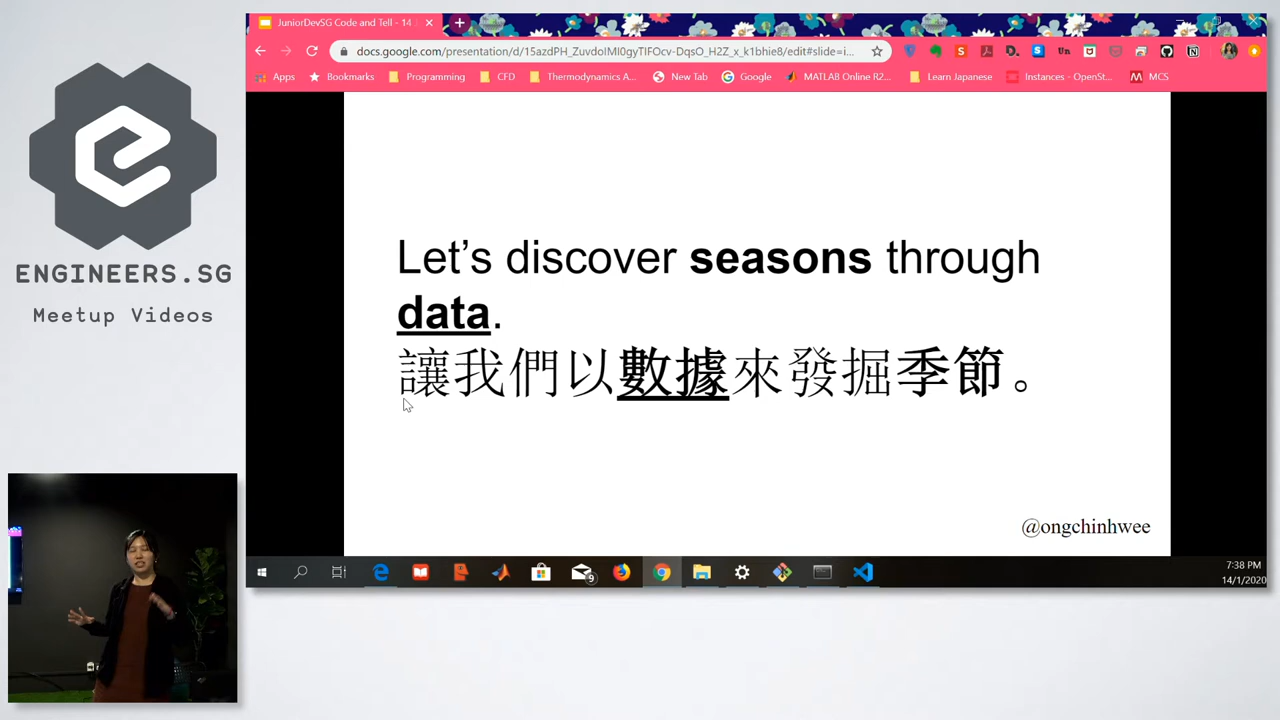 JuniorDevSG Code and Tell - 14
docs.google.com/presentation/d/15azdPH_ZuvdoIMI0gyTIFOcv-DqsO_H2Z_x_k1bhie8/edit#slide=i...
Apps Bookmarks Programming CFD Thermodynamics A... New Tab Google MATLAB Online R2... Learn Japanese Instances - OpenSt... MCS
ENGINEERS.SG
Meetup Videos
Let's discover seasons through
data.
讓我們以數據來發掘季節。
@ongchinhwee
9
7:38 PM
14/1/2020